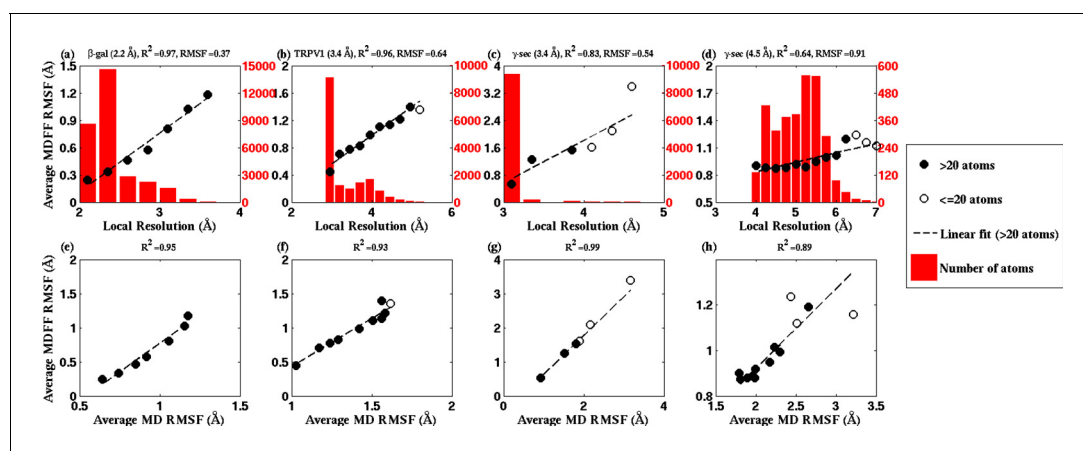 (a) β-gal (2.2 Å), R²=0.97, RMSF=0.37
(b) TRPV1 (3.4 Å), R²=0.96, RMSF=0.64
(c) γ-sec (3.4 Å), R²=0.83, RMSF=0.54
(d) γ-sec (4.5 Å), R²=0.64, RMSF=0.91
Average MDFF RMSF (Å)
1.5
1.2
0.9
0.6
0.3
0
15000
12000
9000
6000
3000
0
2 3 4
Local Resolution (Å)
3
2.4
1.8
1.2
0.6
0
10000
8000
6000
4000
2000
0
2 3 4 5 6
Local Resolution (Å)
4
3.2
2.4
1.6
0.8
0
10000
8000
6000
4000
2000
0
3 4 5
Local Resolution (Å)
2
1.7
1.4
1.1
0.8
0.5
600
480
360
240
120
0
3 4 5 6 7
Local Resolution (Å)
>20 atoms
<=20 atoms
Linear fit (>20 atoms)
Number of atoms
(e) R²=0.95
(f) R²=0.93
(g) R²=0.99
(h) R²=0.89
Average MDFF RMSF (Å)
2
1.5
1
0.5
0
0.5 1 1.5
Average MD RMSF (Å)
2
1.5
1
0.5
0
1 1.5 2
Average MD RMSF (Å)
4
3
2
1
0
0 2 4
Average MD RMSF (Å)
1.2
1
0.8
1.5 2 2.5 3 3.5
Average MD RMSF (Å)